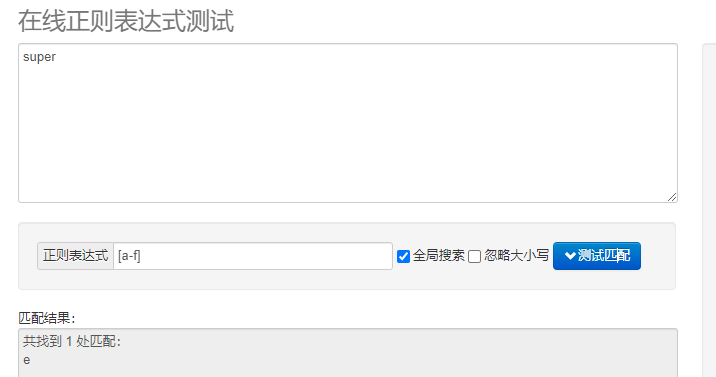 在线正则表达式测试
super
正则表达式 [a-f] 全局搜索 忽略大小写 测试匹配
匹配结果:
共找到 1 处匹配:
e